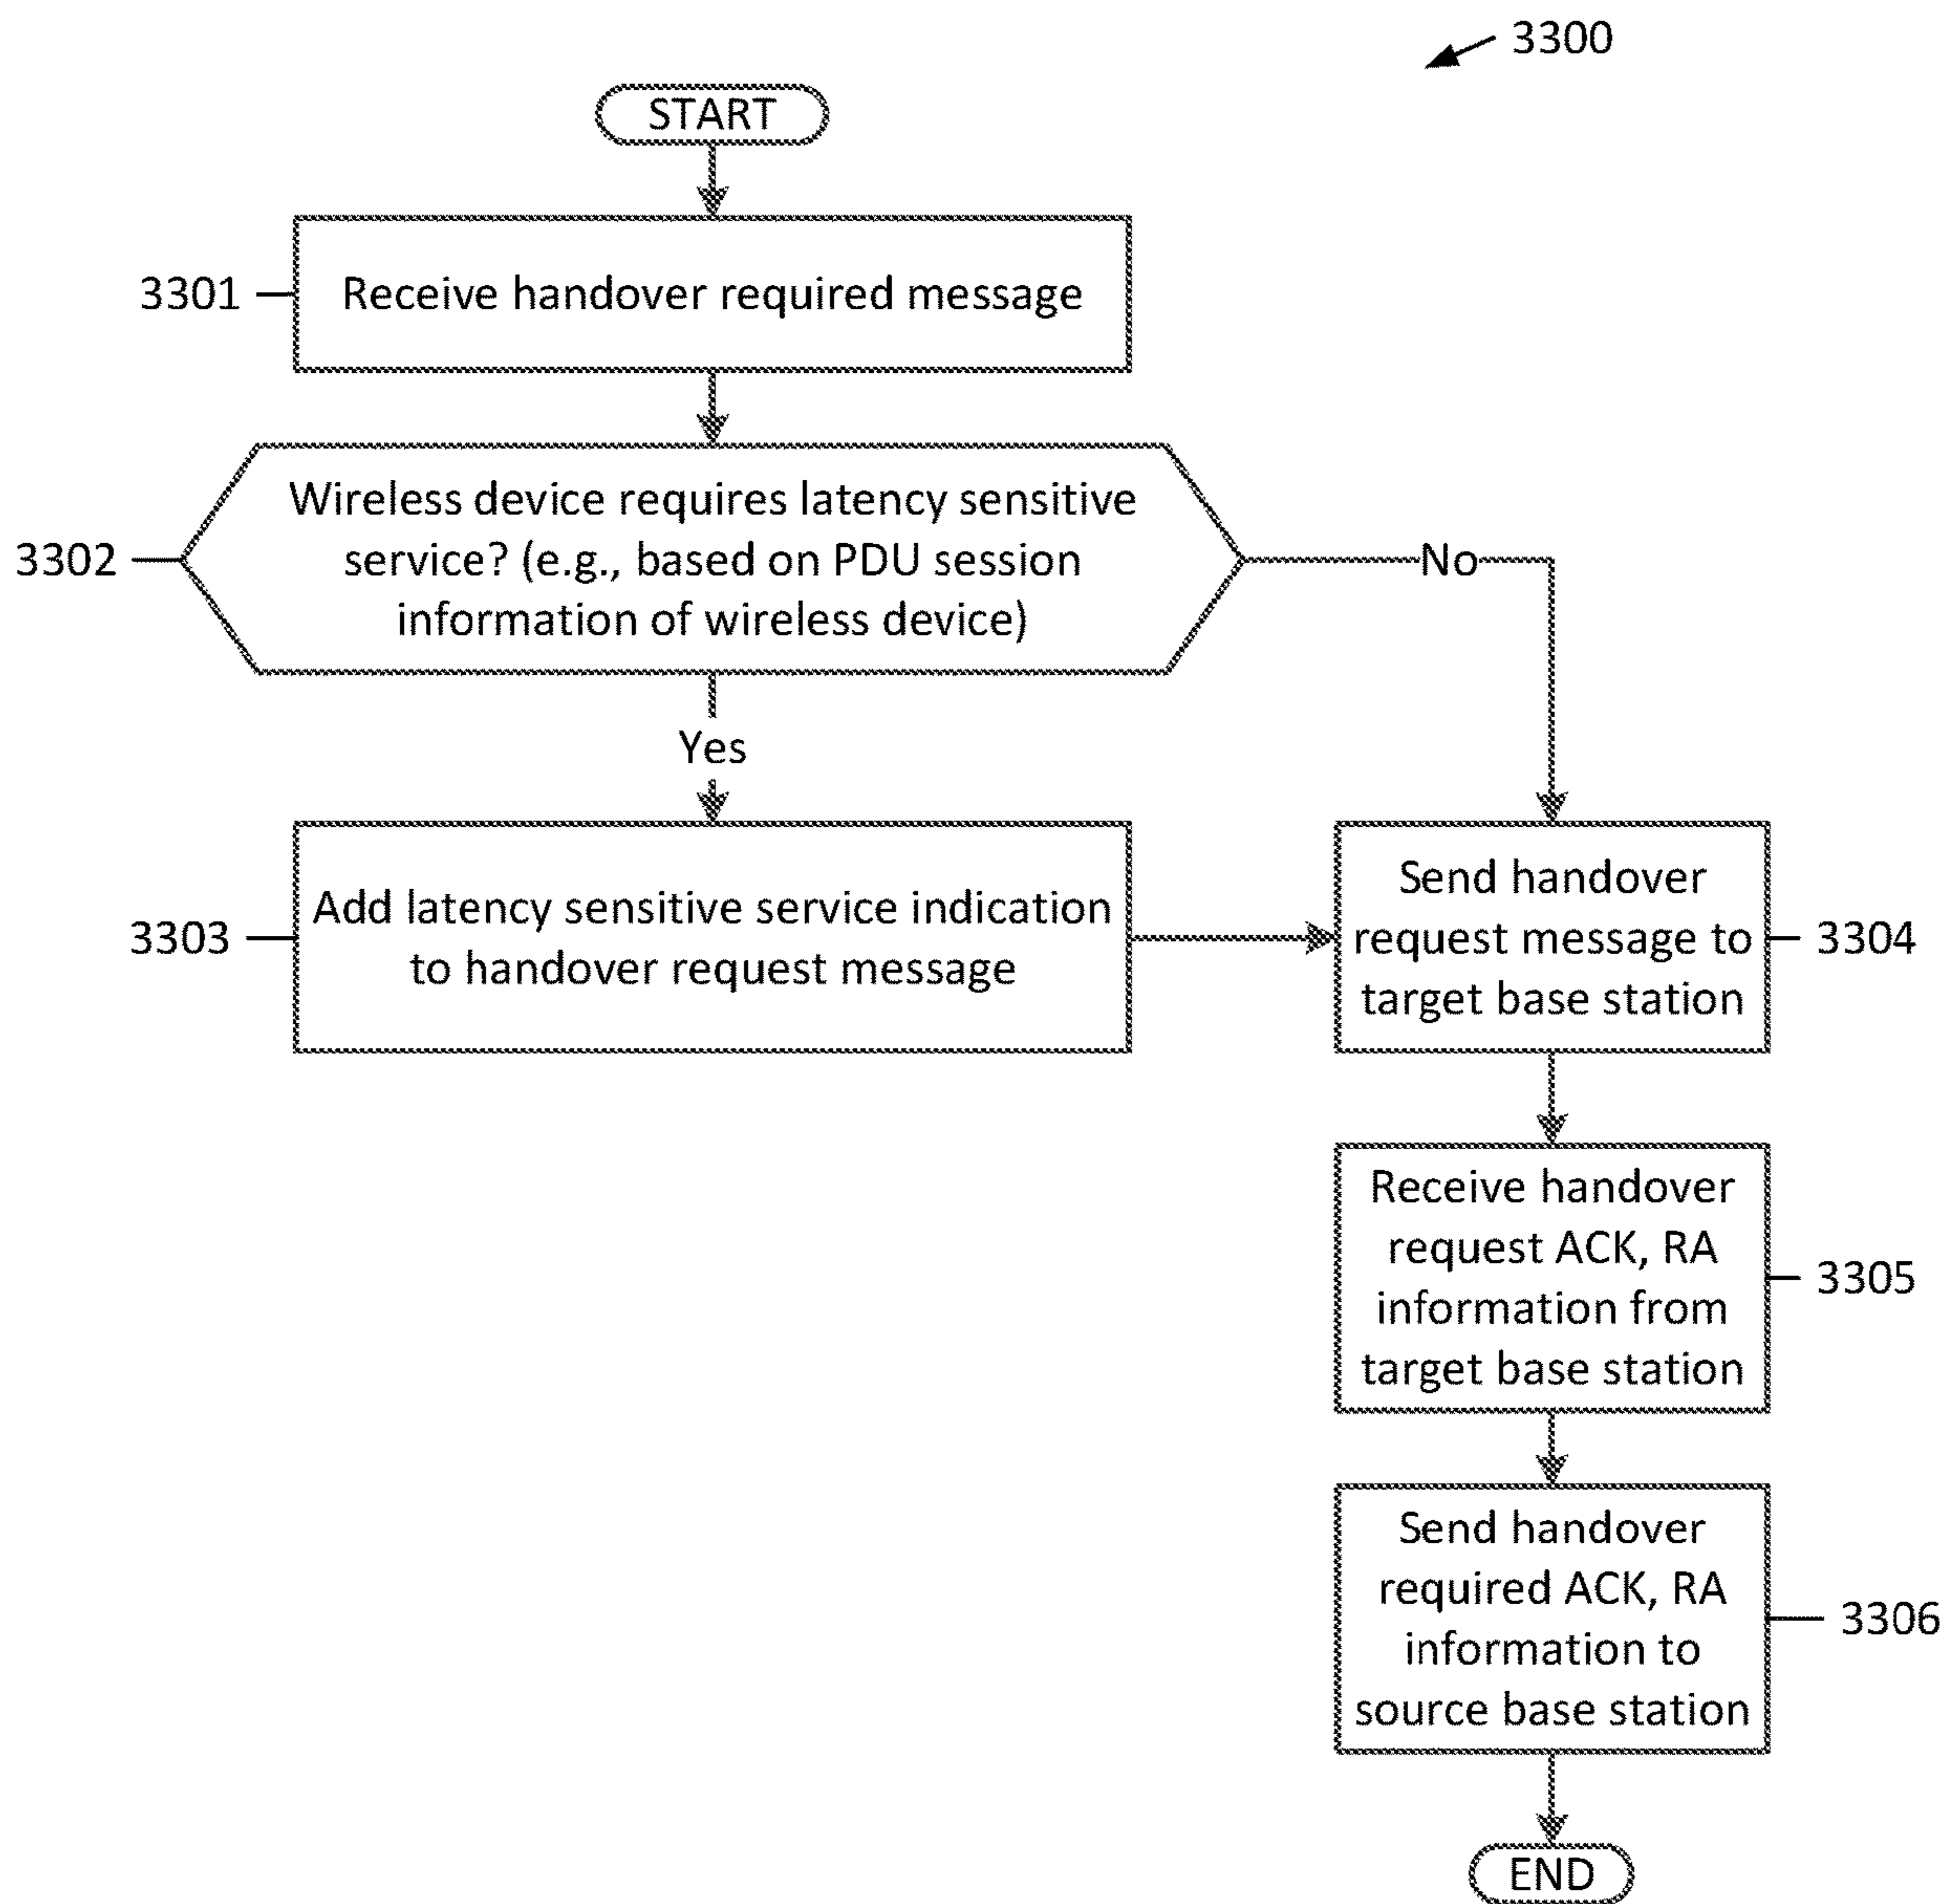 3300
START
3301
Receive handover required message
Wireless device requires latency sensitive
service? (e.g., based on PDU session
information of wireless device)
3302
No
Yes
3303
Add latency sensitive service indication
to handover request message
Send handover
request message to
target base station
3304
Receive handover
request ACK, RA
information from
target base station
3305
Send handover
required ACK, RA
information to
source base station
3306
END